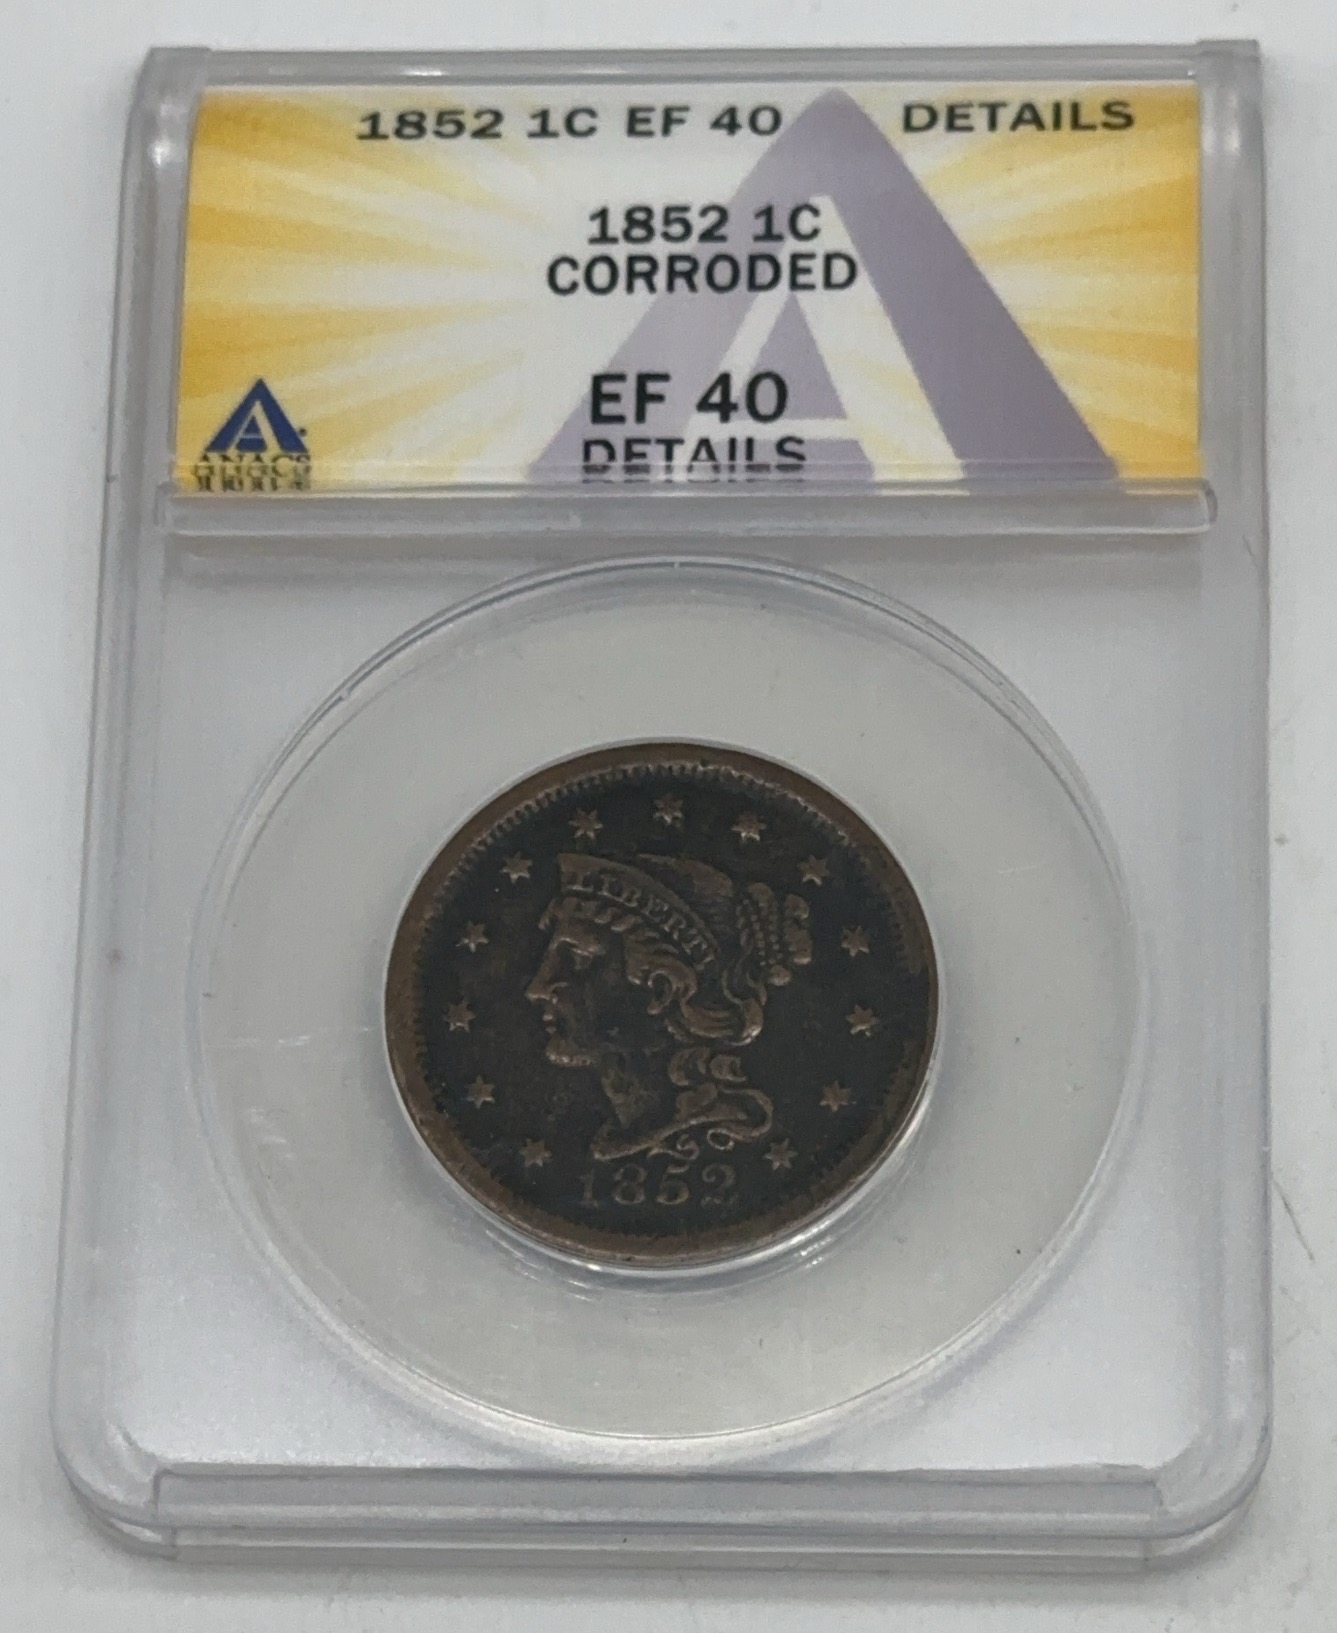 1852 1C EF 40 DETAILS
1852 1C
CORRODED
EF 40
DETAILS
ANACS
LIBERTY
1852